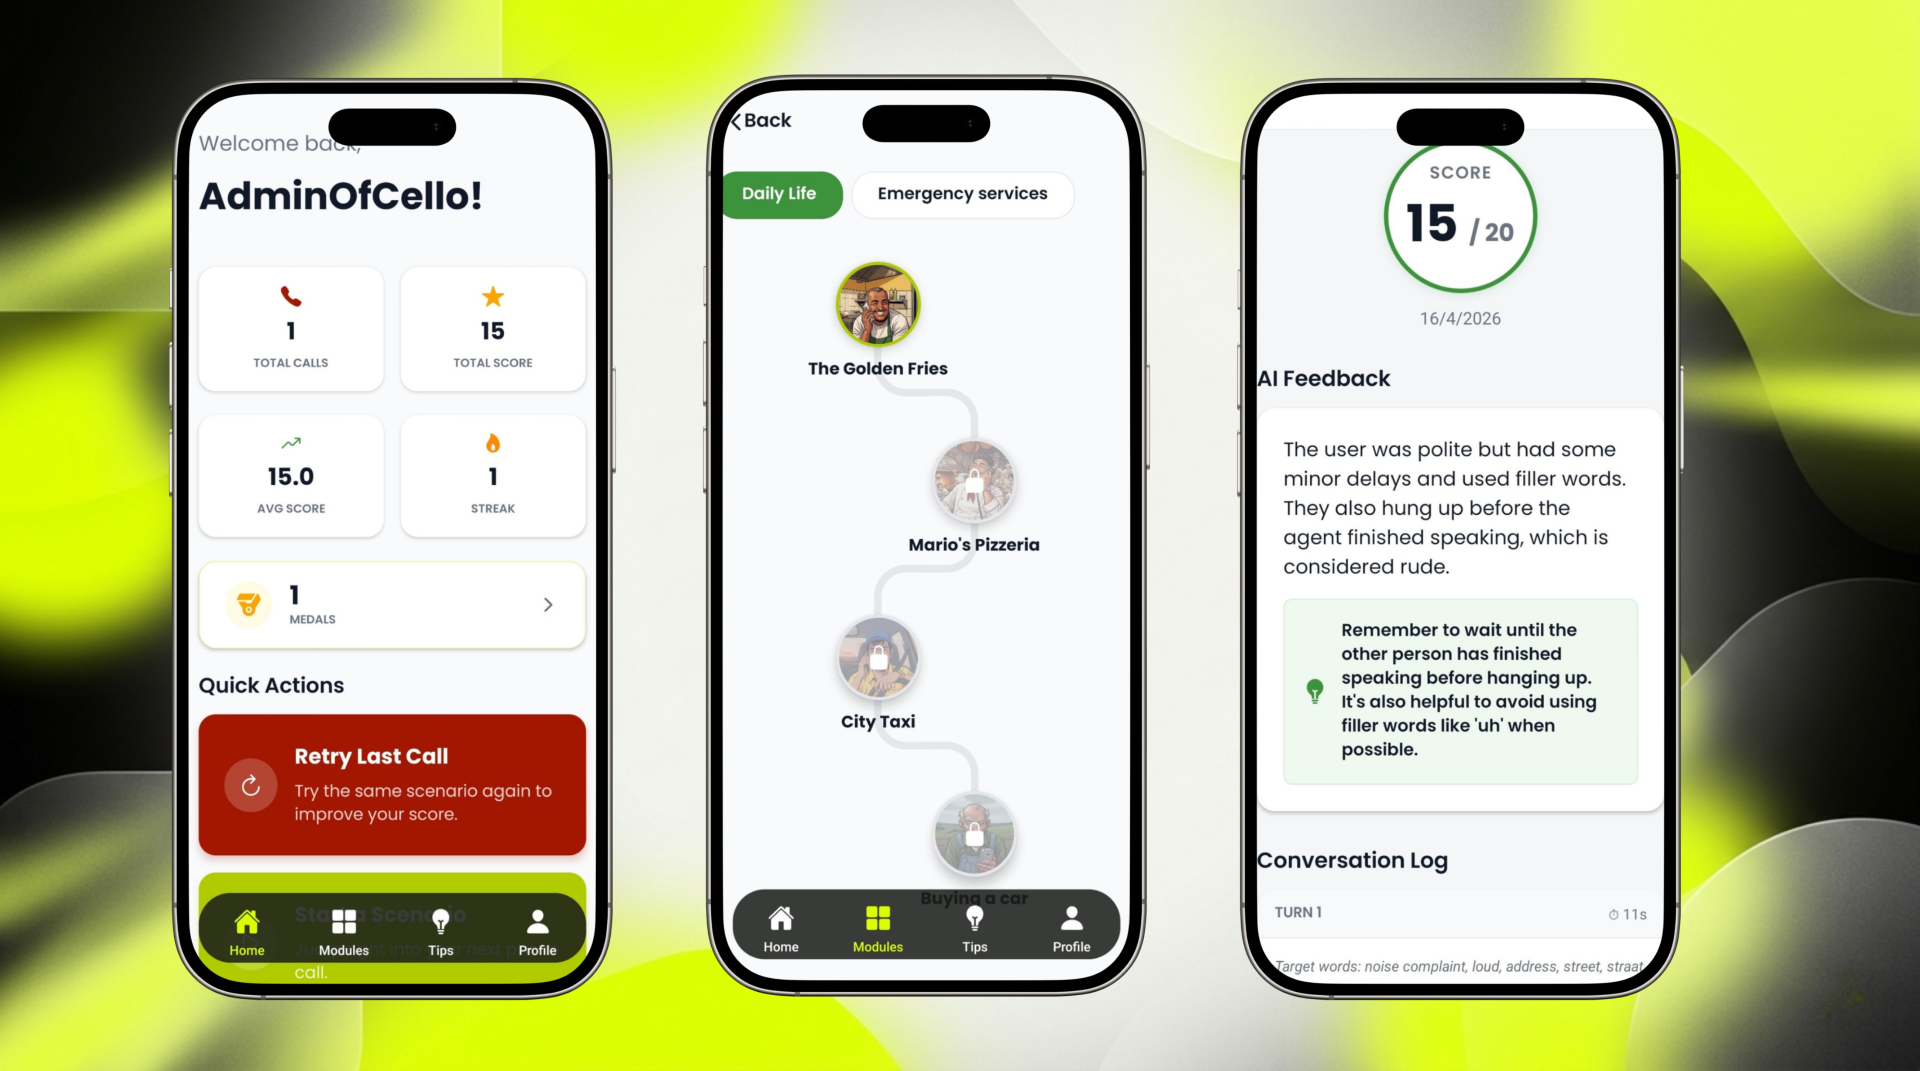 Welcome back,
AdminOfCello!
1
TOTAL CALLS
15
TOTAL SCORE
15.0
AVG SCORE
1
STREAK
1
MEDALS
Quick Actions
Retry Last Call
Try the same scenario again to
improve your score.
Start a Scenario
into next
call.
Home
Modules
Tips
Profile
Back
Daily Life
Emergency services
The Golden Fries
Mario's Pizzeria
City Taxi
Buying a car
Home
Modules
Tips
Profile
SCORE
15 / 20
16/4/2026
AI Feedback
The user was polite but had some
minor delays and used filler words.
They also hung up before the
agent finished speaking, which is
considered rude.
Remember to wait until the
other person has finished
speaking before hanging up.
It's also helpful to avoid using
filler words like 'uh' when
possible.
Conversation Log
TURN 1
11s
Target words: noise complaint, loud, address, street, straat